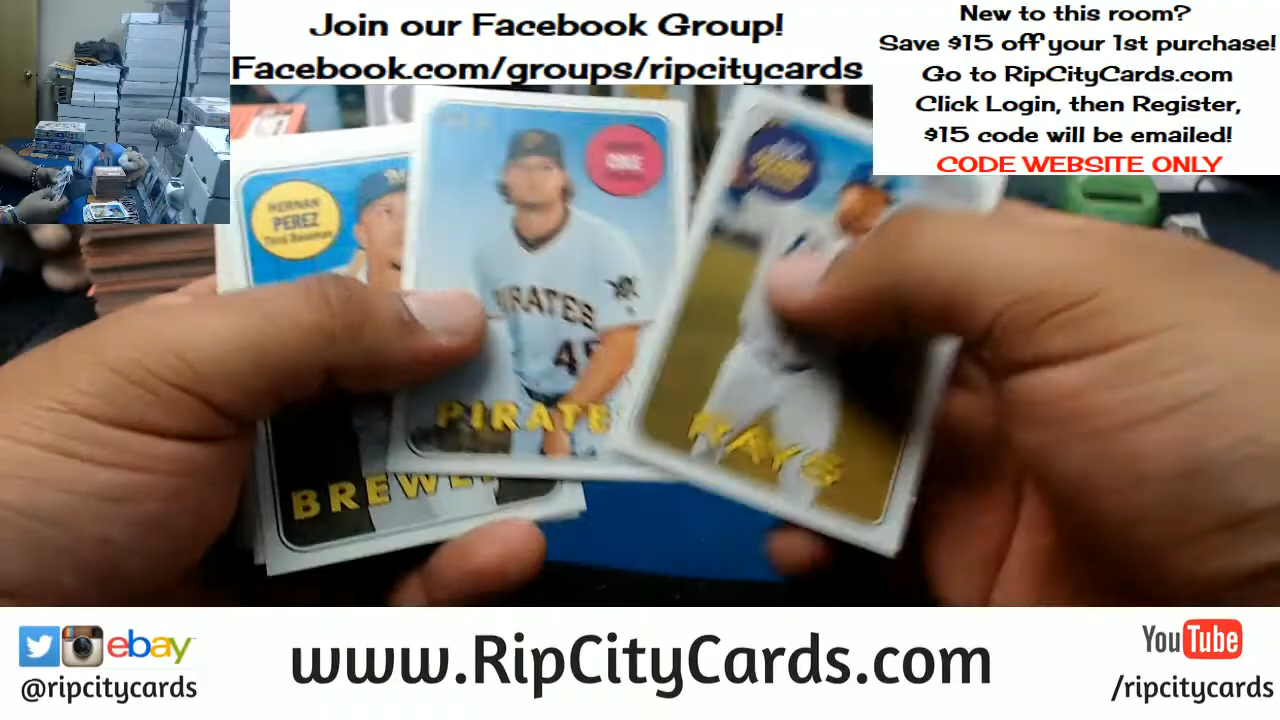 Join our Facebook Group!
Facebook.com/groups/ripcitycards
New to this room?
Save $15 off your 1st purchase!
Go to RipCityCards.com
Click Login, then Register,
$15 code will be emailed!
CODE WEBSITE ONLY
HERNAN
PEREZ
Third Baseman
BREWE
PIRATES
45
PIRATE
RAYS
ebay
@ripcitycards
www.RipCityCards.com
YouTube
/ripcitycards